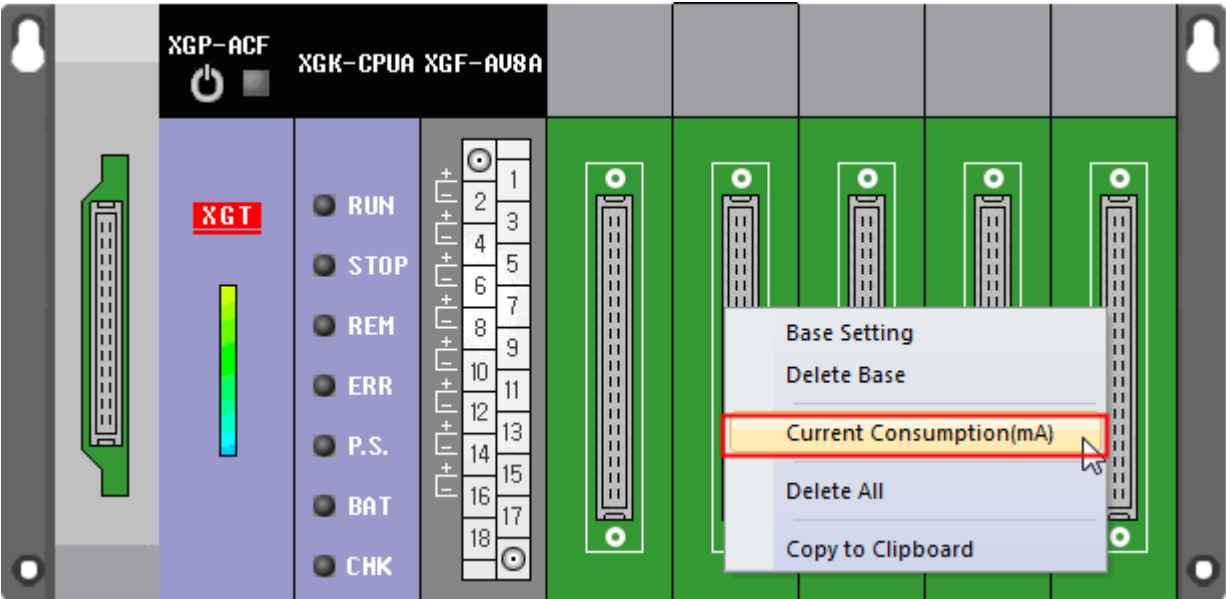 XGP-ACF
XGK-CPUA
XGF-AV8A
XGT
RUN
STOP
REM
ERR
P.S.
BAT
CHK
+
-
+
-
+
-
+
-
+
-
+
-
+
-
+
-
1
2
3
4
5
6
7
8
9
10
11
12
13
14
15
16
17
18
Base Setting
Delete Base
Current Consumption(mA)
Delete All
Copy to Clipboard